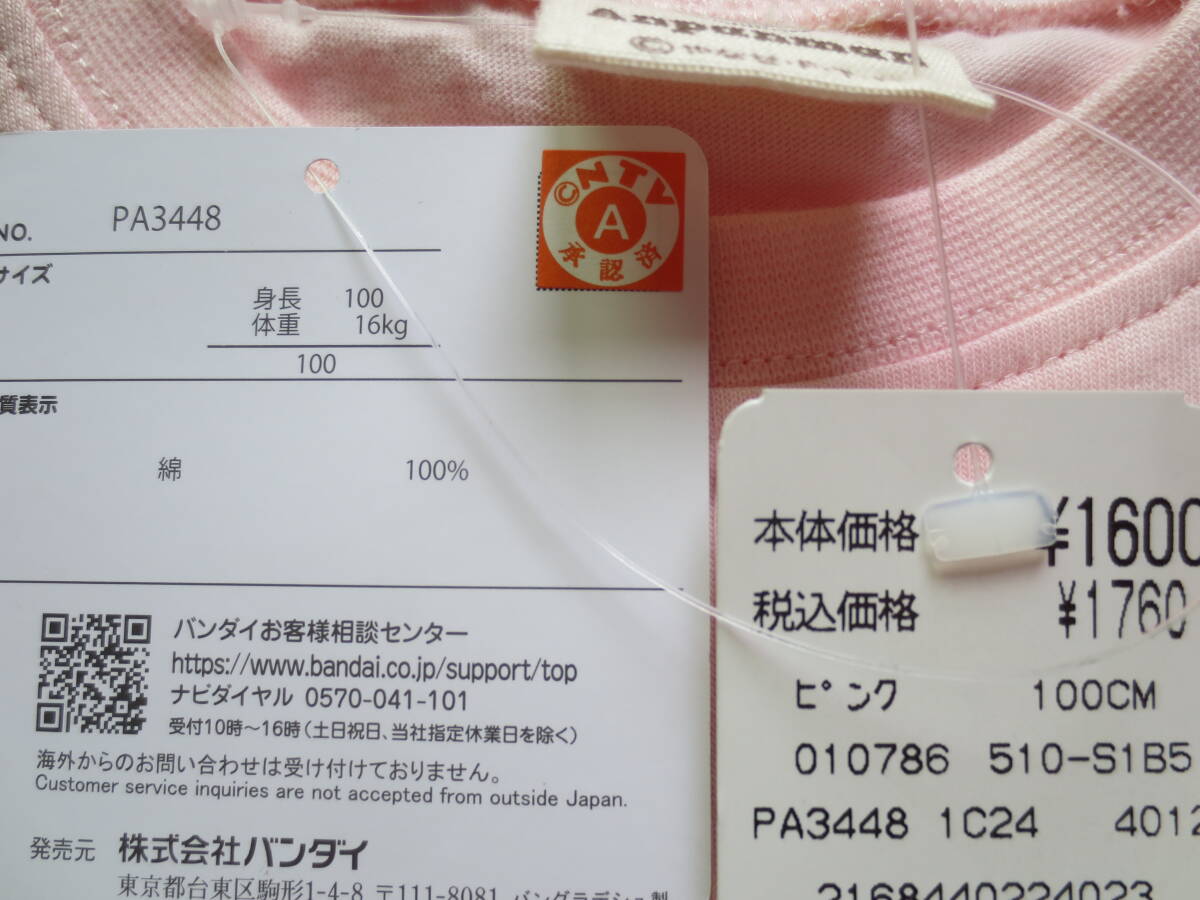 Anpanman
NO. PA3448
©NTV
A
承認済
サイズ
身長 100
体重 16kg
100
質表示
綿 100%
バンダイお客様相談センター
https://www.bandai.co.jp/support/top
ナビダイヤル 0570-041-101
受付10時~16時(土日祝日、当社指定休業日を除く)
海外からのお問い合わせは受け付けておりません。
Customer service inquiries are not accepted from outside Japan.
発売元 株式会社バンダイ
東京都台東区駒形1-4-8 〒111-8081 バングラデシュ製
本体価格 ¥1600
税込価格 ¥1760
ピンク 100CM
010786 510-S1B5
PA3448 1C24 4012
2168440224023